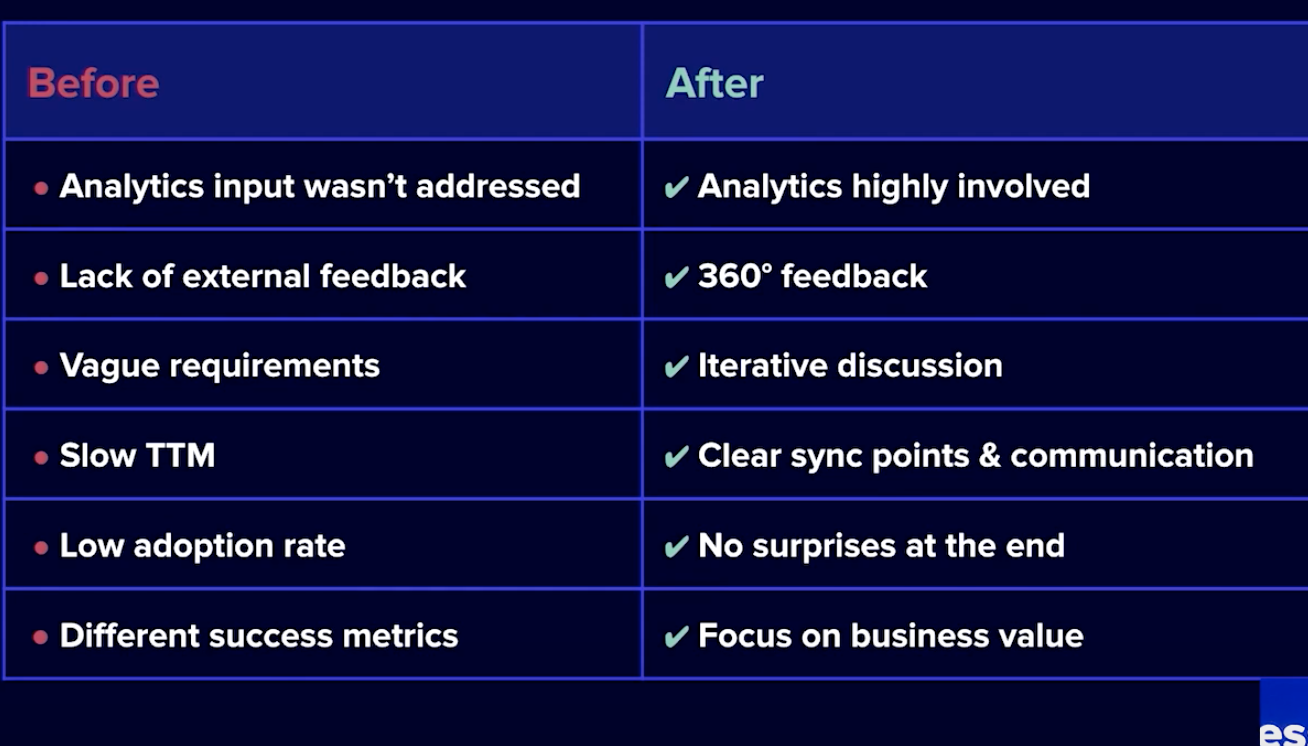 Before
After
• Analytics input wasn't addressed
✔ Analytics highly involved
• Lack of external feedback
✔ 360° feedback
• Vague requirements
✔ Iterative discussion
• Slow TTM
✔ Clear sync points & communication
• Low adoption rate
✔ No surprises at the end
• Different success metrics
✔ Focus on business value
es